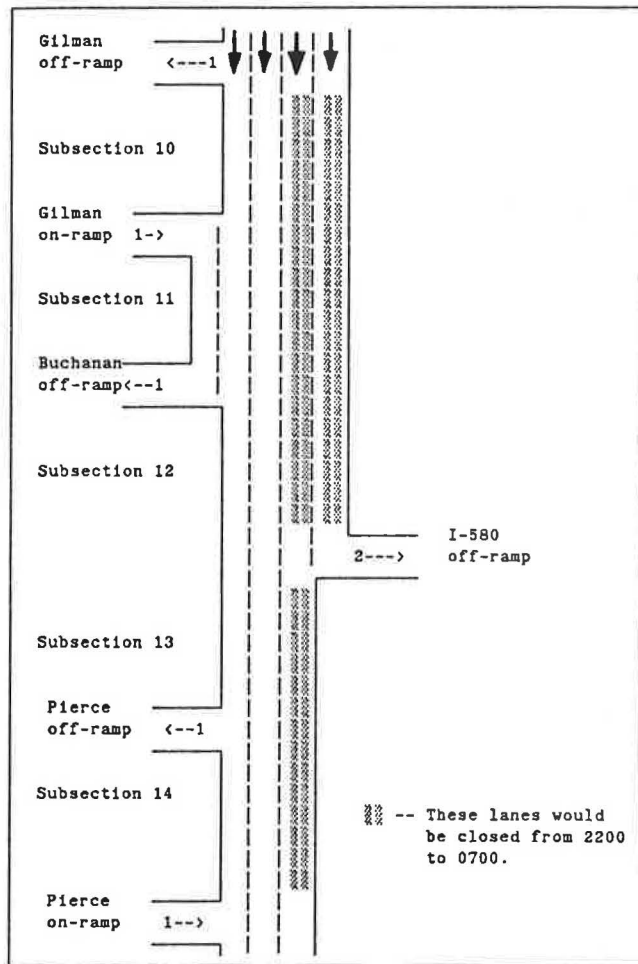 Gilman
off-ramp <---1
Subsection 10
Gilman
on-ramp 1->
Subsection 11
Buchanan
off-ramp<--1
Subsection 12
I-580
2---> off-ramp
Subsection 13
Pierce
off-ramp <--1
Subsection 14
-- These lanes would
be closed from 2200
to 0700.
Pierce
on-ramp 1-->